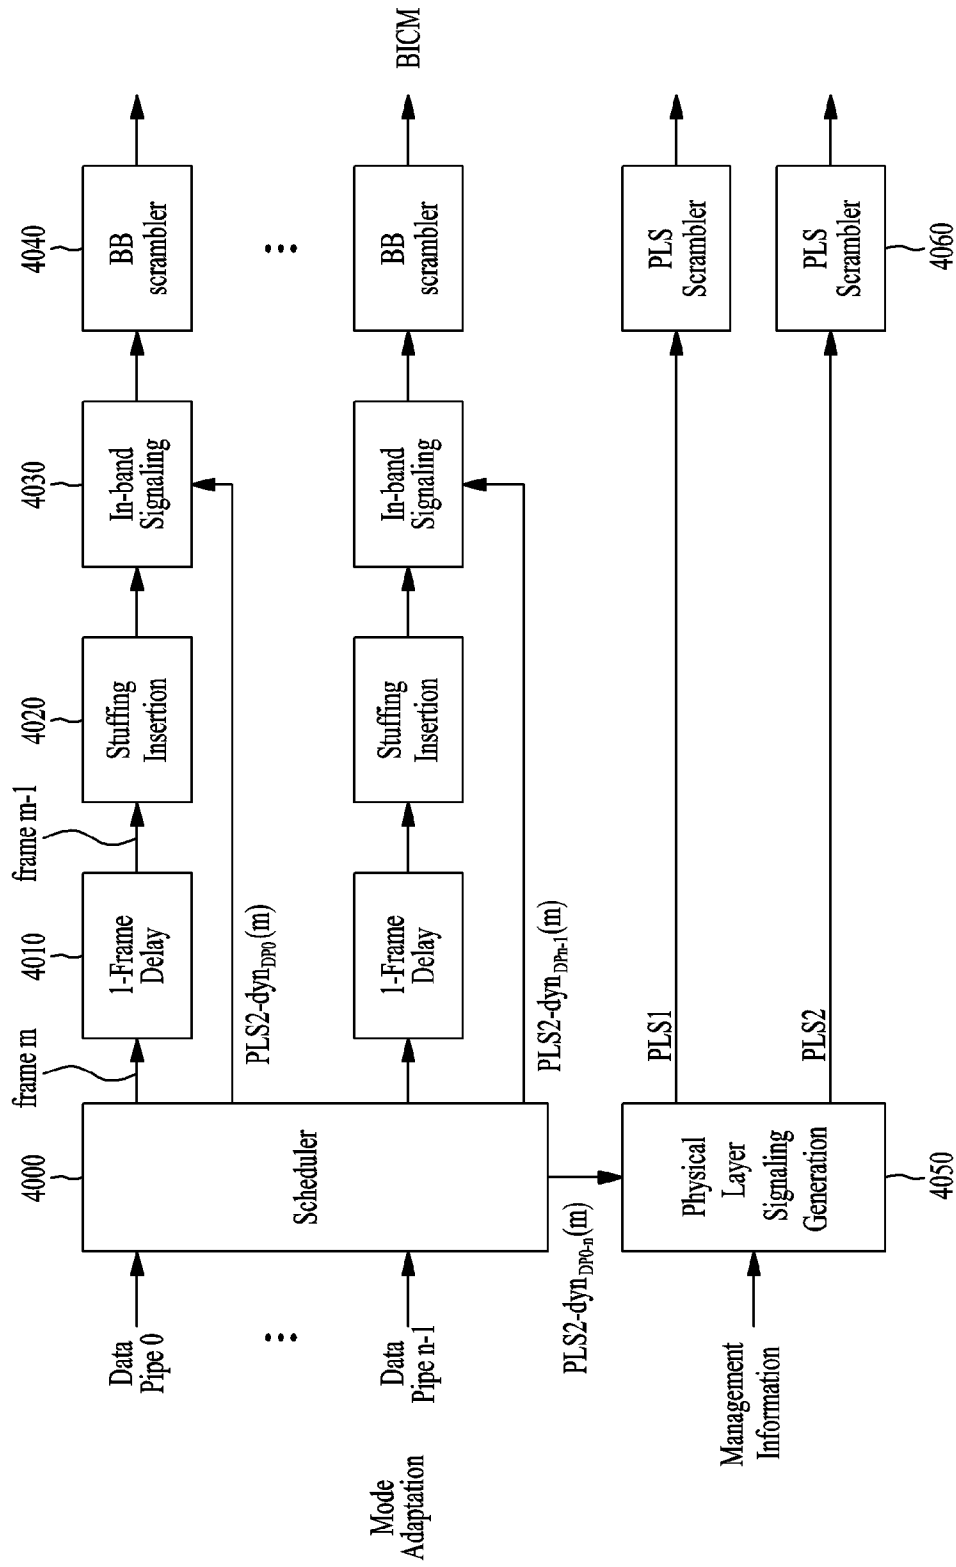 4000
4010
4020
4030
4040
frame m
frame m-1
Data
Pipe 0
Scheduler
1-Frame
Delay
Stuffing
Insertion
In-band
Signaling
BB
scrambler
PLS2-dynDP0(m)
...
...
Mode
Adaptation
Data
Pipe n-1
1-Frame
Delay
Stuffing
Insertion
In-band
Signaling
BB
scrambler
BICM
PLS2-dynDPn-1(m)
PLS2-dynDP0-n(m)
Management
Information
Physical
Layer
Signaling
Generation
PLS1
PLS
Scrambler
PLS2
PLS
Scrambler
4050
4060